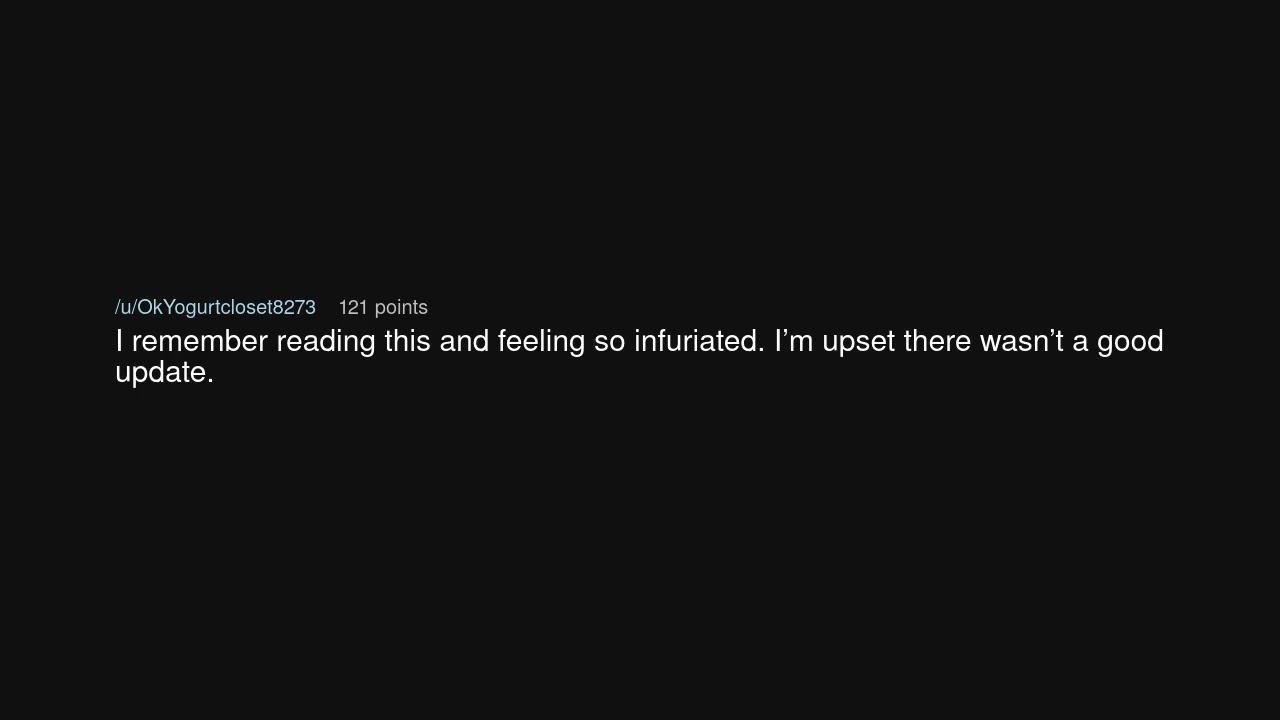 /u/OkYogurtcloset8273 121 points
I remember reading this and feeling so infuriated. I’m upset there wasn’t a good
update.